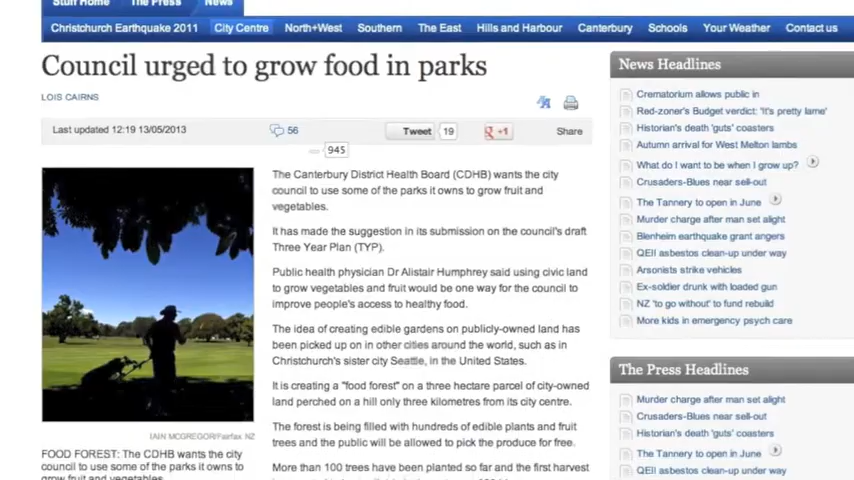 Stuff Home The Press News
Christchurch Earthquake 2011 City Centre North+West Southern The East Hills and Harbour Canterbury Schools Your Weather Contact us
Council urged to grow food in parks
LOIS CAIRNS
Last updated 12:19 13/05/2013
56
Tweet 19
+1
Share
945
The Canterbury District Health Board (CDHB) wants the city
council to use some of the parks it owns to grow fruit and
vegetables.
It has made the suggestion in its submission on the council's draft
Three Year Plan (TYP).
Public health physician Dr Alistair Humphrey said using civic land
to grow vegetables and fruit would be one way for the council to
improve people's access to healthy food.
The idea of creating edible gardens on publicly-owned land has
been picked up on in other cities around the world, such as in
Christchurch's sister city Seattle, in the United States.
It is creating a "food forest" on a three hectare parcel of city-owned
land perched on a hill only three kilometres from its city centre.
The forest is being filled with hundreds of edible plants and fruit
trees and the public will be allowed to pick the produce for free.
More than 100 trees have been planted so far and the first harvest
IAIN MCGREGOR/Fairfax NZ
FOOD FOREST: The CDHB wants the city
council to use some of the parks it owns to
grow fruit and vegetables.
News Headlines
Crematorium allows public in
Red-zoner's Budget verdict: 'It's pretty lame'
Historian's death 'guts' coasters
Autumn arrival for West Melton lambs
What do I want to be when I grow up?
Crusaders-Blues near sell-out
The Tannery to open in June
Murder charge after man set alight
Blenheim earthquake grant angers
QEII asbestos clean-up under way
Arsonists strike vehicles
Ex-soldier drunk with loaded gun
NZ 'to go without' to fund rebuild
More kids in emergency psych care
The Press Headlines
Murder charge after man set alight
Crusaders-Blues near sell-out
Historian's death 'guts' coasters
The Tannery to open in June
QEII asbestos clean-up under way